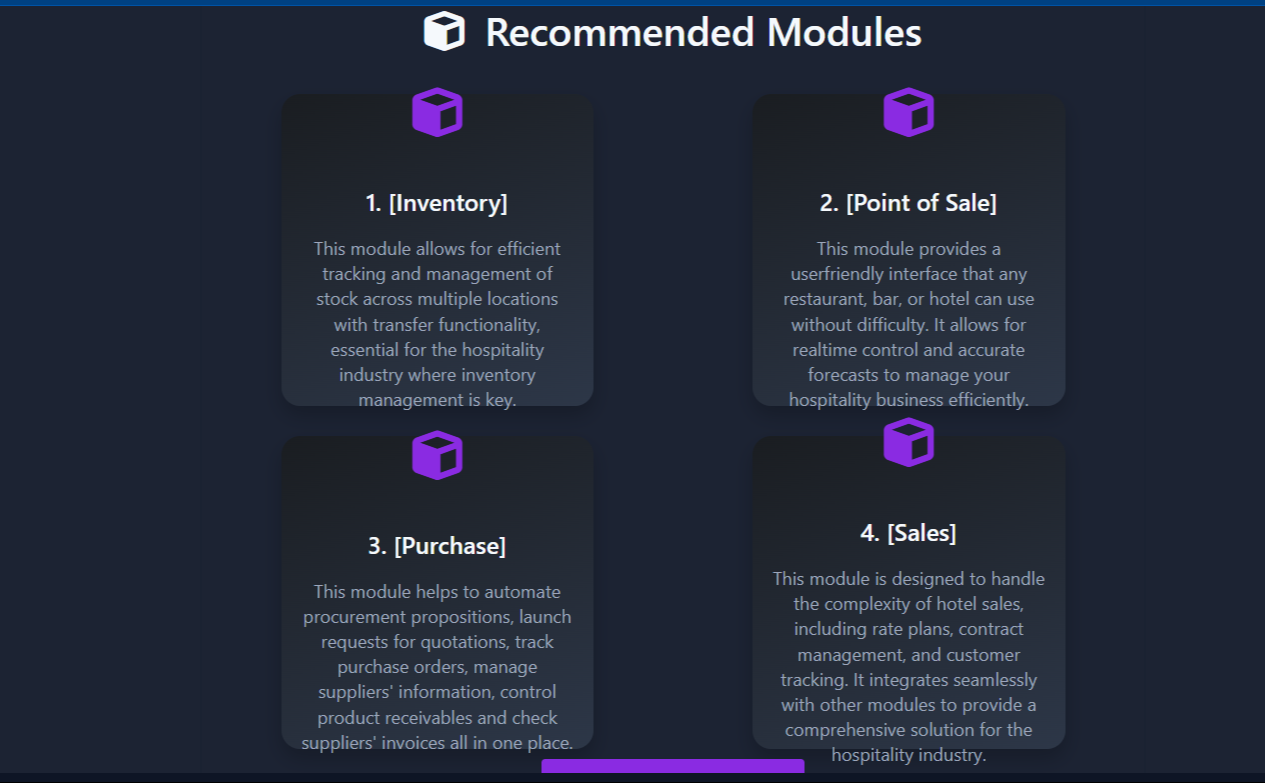 Recommended Modules
1. [Inventory]
This module allows for efficient
tracking and management of
stock across multiple locations
with transfer functionality,
essential for the hospitality
industry where inventory
management is key.
2. [Point of Sale]
This module provides a
userfriendly interface that any
restaurant, bar, or hotel can use
without difficulty. It allows for
realtime control and accurate
forecasts to manage your
hospitality business efficiently.
3. [Purchase]
This module helps to automate
procurement propositions, launch
requests for quotations, track
purchase orders, manage
suppliers' information, control
product receivables and check
suppliers' invoices all in one place.
4. [Sales]
This module is designed to handle
the complexity of hotel sales,
including rate plans, contract
management, and customer
tracking. It integrates seamlessly
with other modules to provide a
comprehensive solution for the
hospitality industry.